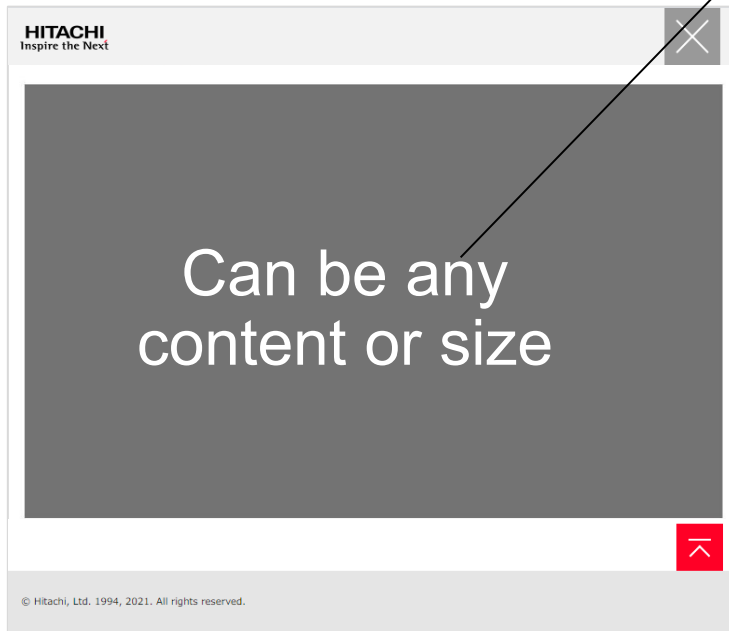 HITACHI
Inspire the Next
Can be any
content or size
© Hitachi, Ltd. 1994, 2021. All rights reserved.